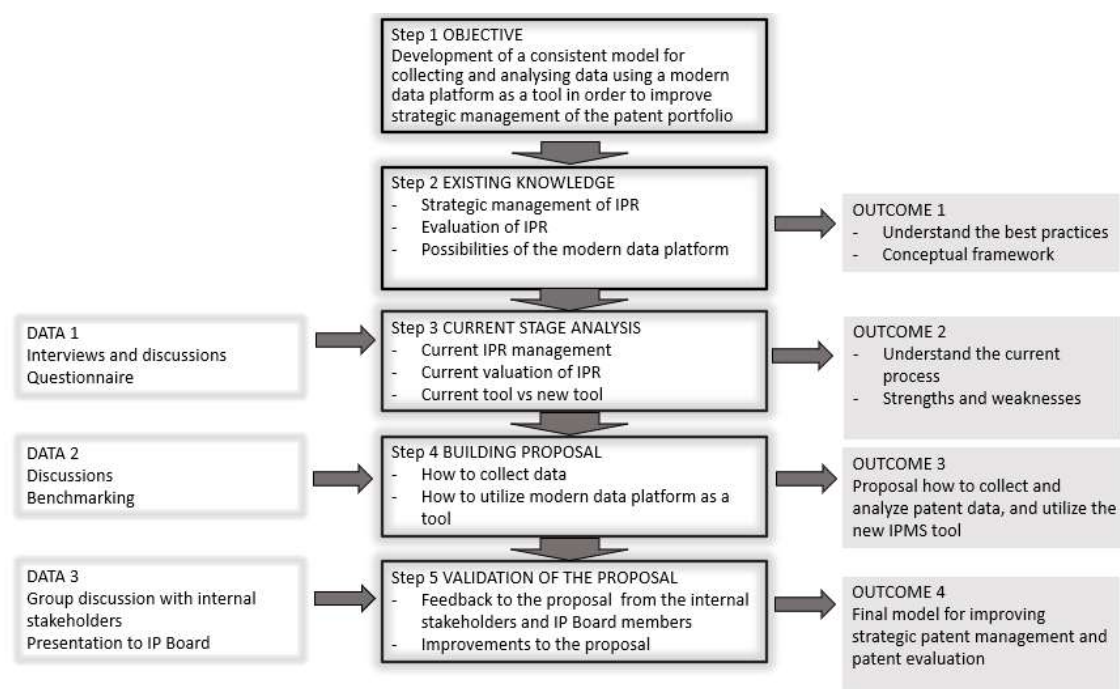 Step 1 OBJECTIVE
Development of a consistent model for
collecting and analysing data using a modern
data platform as a tool in order to improve
strategic management of the patent portfolio
Step 2 EXISTING KNOWLEDGE
- Strategic management of IPR
- Evaluation of IPR
- Possibilities of the modern data platform
OUTCOME 1
- Understand the best practices
- Conceptual framework
DATA 1
Interviews and discussions
Questionnaire
Step 3 CURRENT STAGE ANALYSIS
- Current IPR management
- Current valuation of IPR
- Current tool vs new tool
OUTCOME 2
- Understand the current
process
- Strengths and weaknesses
DATA 2
Discussions
Benchmarking
Step 4 BUILDING PROPOSAL
- How to collect data
- How to utilize modern data platform as a
tool
OUTCOME 3
Proposal how to collect and
analyze patent data, and utilize the
new IPMS tool
DATA 3
Group discussion with internal
stakeholders
Presentation to IP Board
Step 5 VALIDATION OF THE PROPOSAL
- Feedback to the proposal from the internal
stakeholders and IP Board members
- Improvements to the proposal
OUTCOME 4
Final model for improving
strategic patent management and
patent evaluation